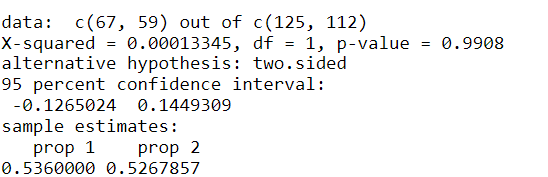 data:  c(67, 59) out of c(125, 112)
X-squared = 0.00013345, df = 1, p-value = 0.9908
alternative hypothesis: two.sided
95 percent confidence interval:
 -0.1265024  0.1449309
sample estimates:
   prop 1    prop 2
0.5360000 0.5267857